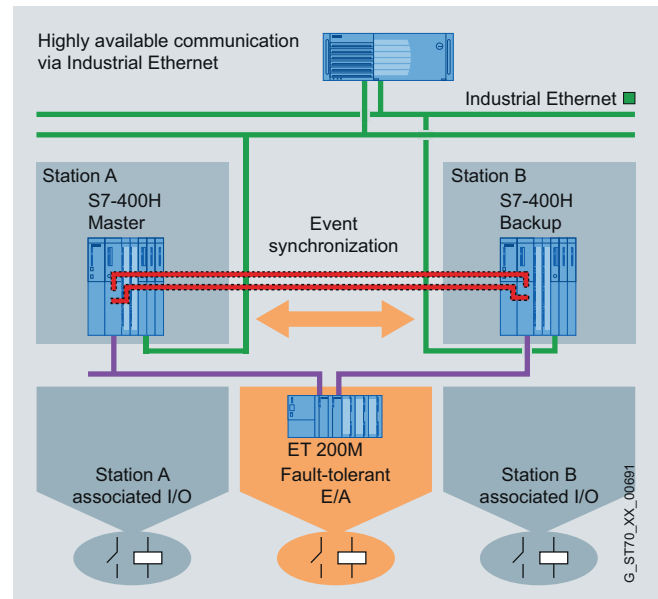 Highly available communication
via Industrial Ethernet
Industrial Ethernet
Station A
S7-400H
Master
Event
synchronization
Station B
S7-400H
Backup
ET 200M
Fault-tolerant
E/A
Station A
associated I/O
Station B
associated I/O
G_ST70_XX_00691